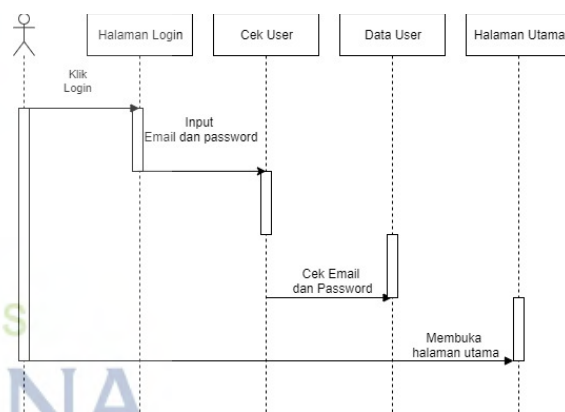 Halaman Login
Cek User
Data User
Halaman Utama
Klik
Login
Input
Email dan password
Cek Email
dan Password
Membuka
halaman utama
S
NA